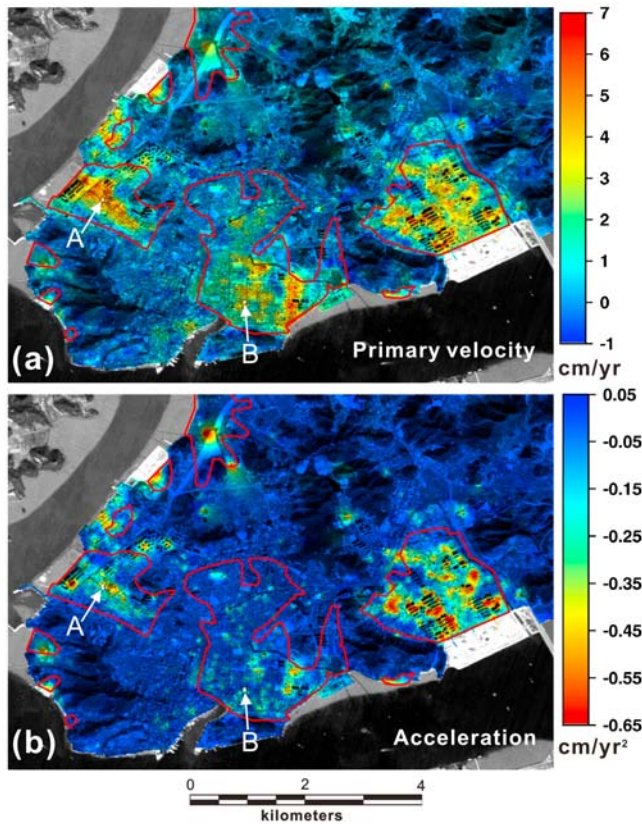 7
6
5
4
3
2
1
0
-1
cm/yr
A
B
(a)
Primary velocity
0.05
-0.05
-0.15
-0.25
-0.35
-0.45
-0.55
-0.65
cm/yr²
A
B
(b)
Acceleration
0 2 4
kilometers